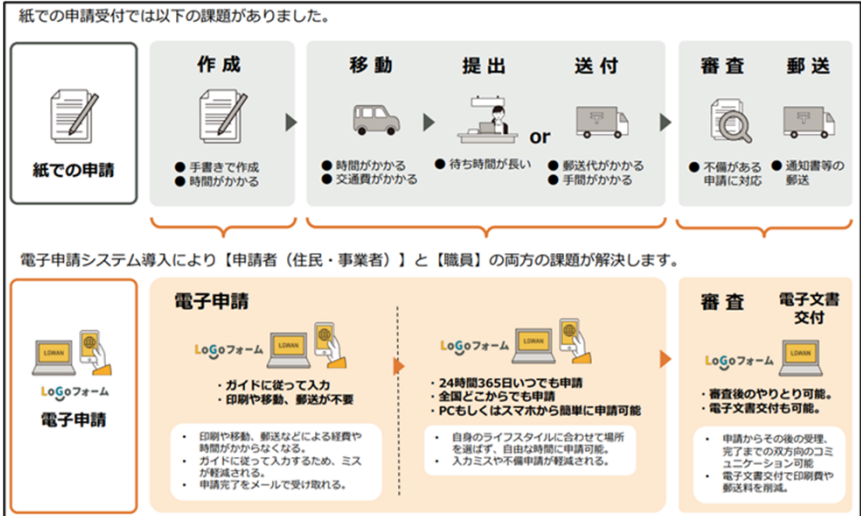 紙での申請受付では以下の課題がありました。
紙での申請
作成
● 手書きで作成
● 時間がかかる
移動
● 時間がかかる
● 交通費がかかる
提出
● 待ち時間が長い
or
送付
● 郵送代がかかる
● 手間がかかる
審査
● 不備がある
申請に対応
郵送
● 通知書等の
郵送
電子申請システム導入により【申請者（住民・事業者）】と【職員】の両方の課題が解決します。
LGWAN
LoGoフォーム
電子申請
電子申請
LoGoフォーム
LGWAN
・ガイドに従って入力
・印刷や移動、郵送が不要
• 印刷や移動、郵送などによる経費や
時間がかからなくなる。
• ガイドに従って入力するため、ミス
が軽減される。
• 申請完了をメールで受け取れる。
LoGoフォーム
LGWAN
・24時間365日いつでも申請
・全国どこからでも申請
・PCもしくはスマホから簡単に申請可能
• 自身のライフスタイルに合わせて場所
を選ばず、自由な時間に申請可能。
• 入力ミスや不備申請が軽減される。
審査
電子文書
交付
LoGoフォーム
LGWAN
・審査後のやりとり可能。
・電子文書交付も可能。
• 申請からその後の受理、
完了までの双方向のコミ
ュニケーション可能
• 電子文書交付で印刷費や
郵送料を削減。